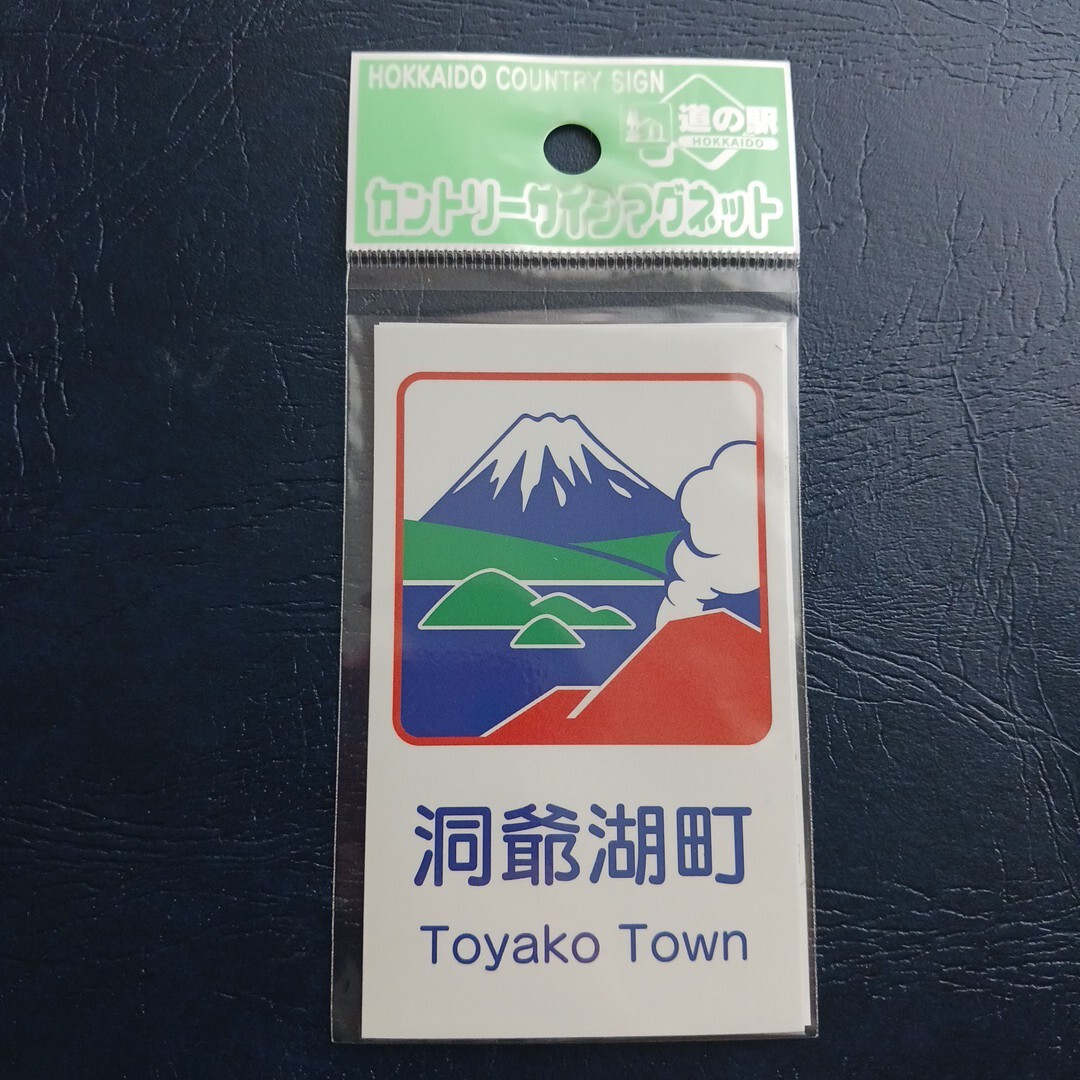 HOKKAIDO COUNTRY SIGN
道の駅
HOKKAIDO
カントリーサインマグネット
洞爺湖町
Toyako Town